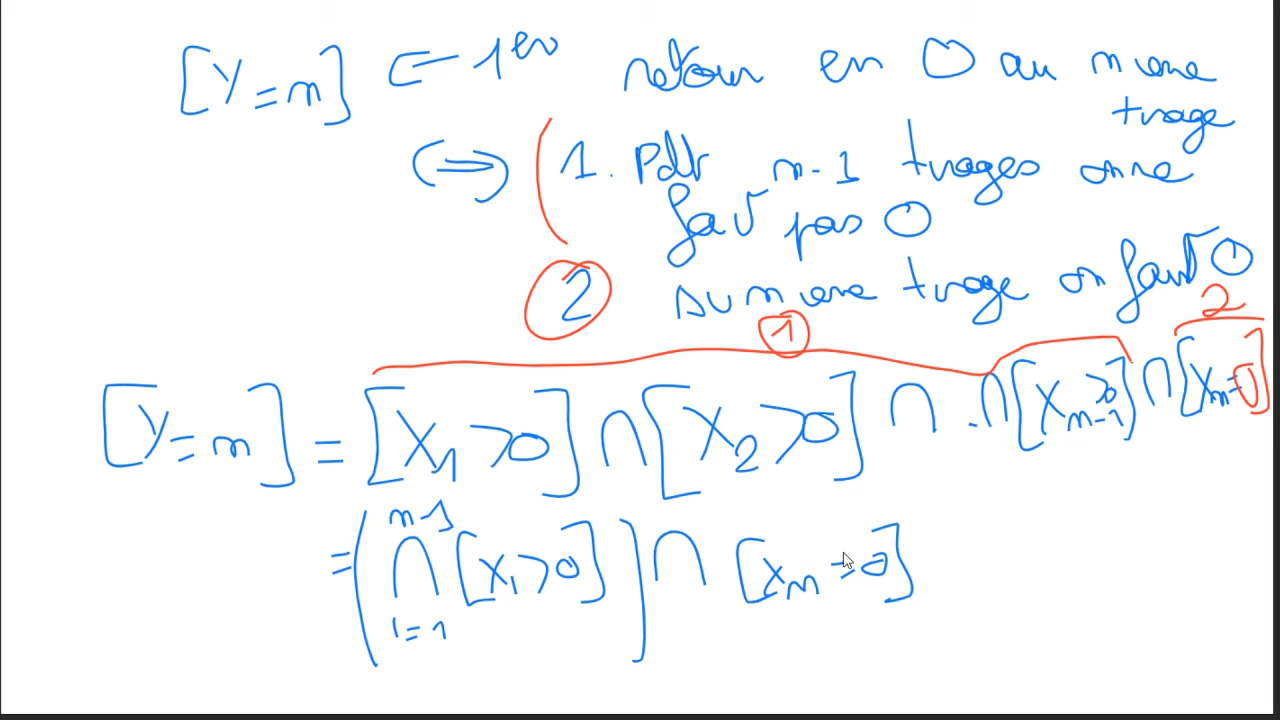 [Y=n] ← 1er retour en 0 au n ème
tirage
⇔ 1. Pdt n-1 tirages on ne
fait pas 0
2 au n ème tirage on fait 0
1 2
[Y=n] = [X₁>0]∩[X₂>0]∩..∩[Xₙ₋₁>0]∩[Xₙ=0]
n-1
=(∩[Xᵢ>0])∩[Xₙ=0]
i=1